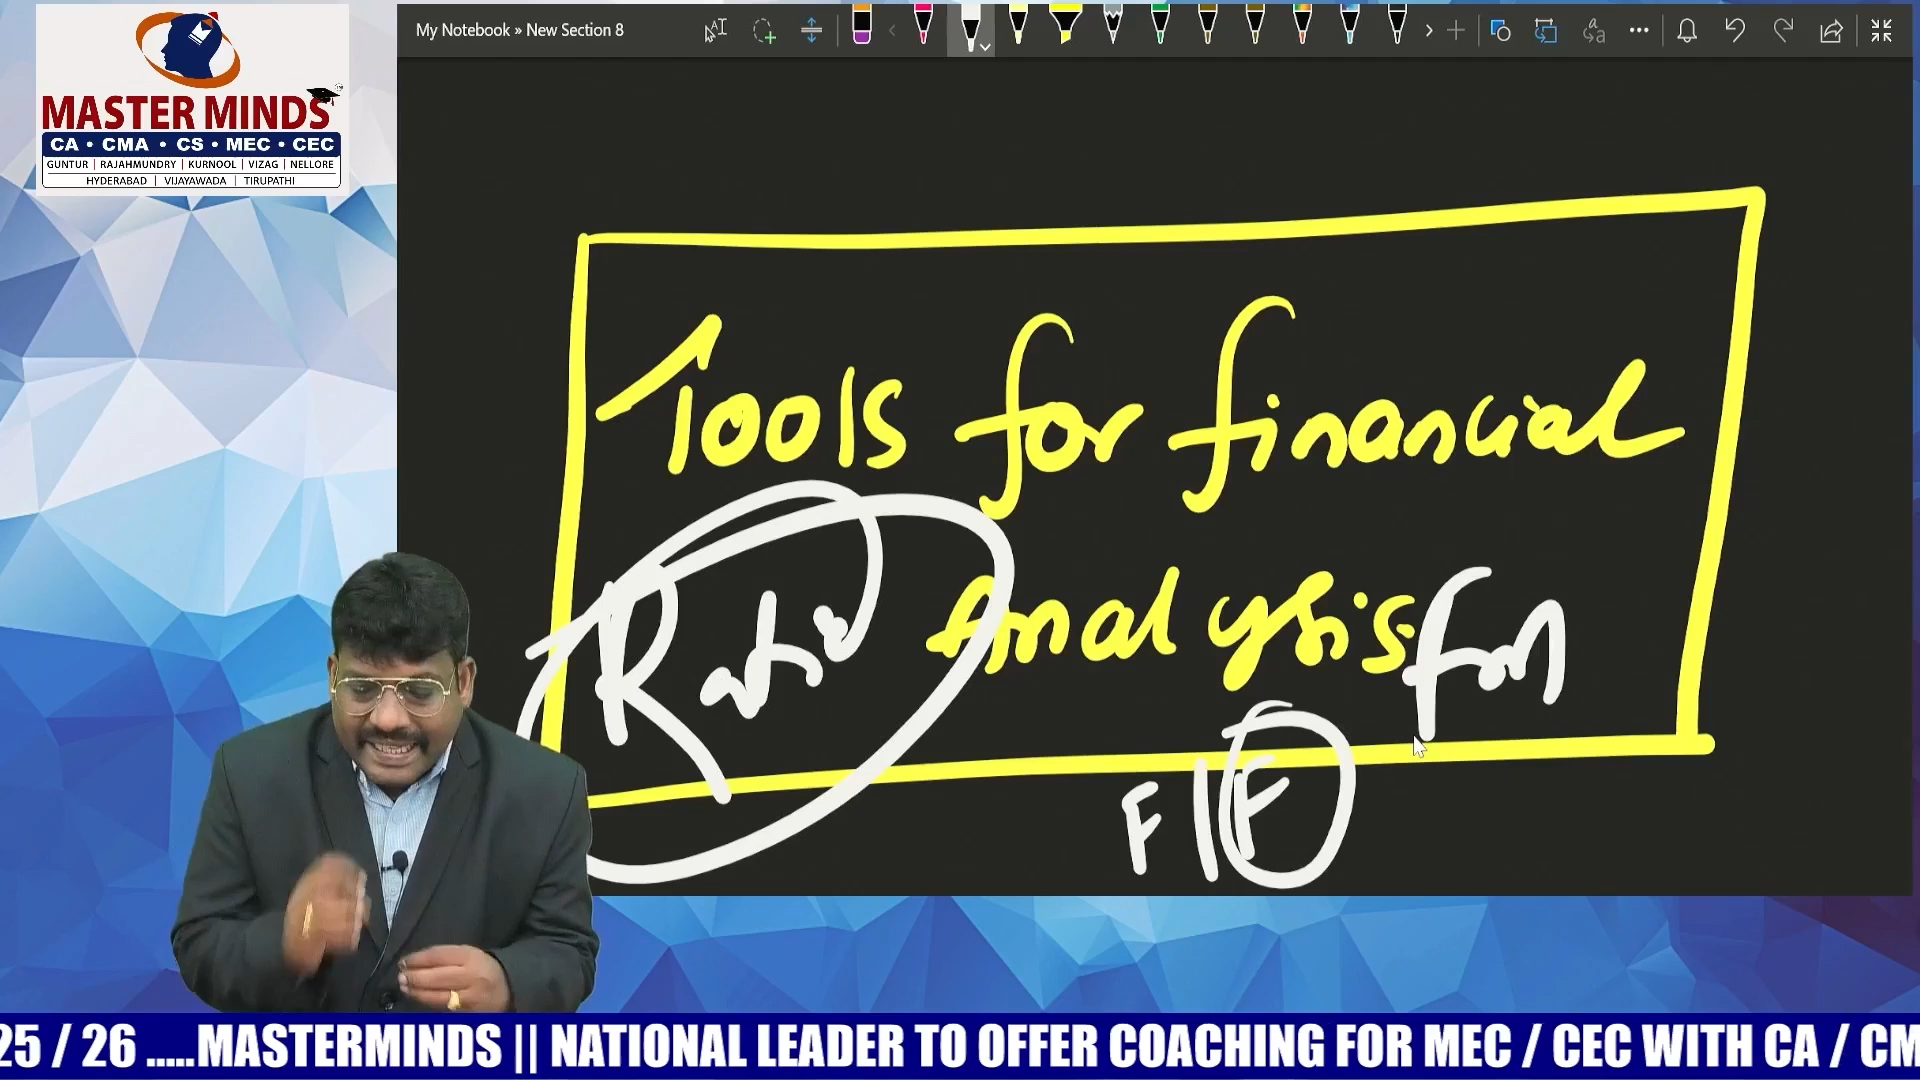 My Notebook » New Section 8
MASTER MINDS
CA • CMA • CS • MEC • CEC
GUNTUR | RAJAHMUNDRY | KURNOOL | VIZAG | NELLORE
HYDERABAD | VIJAYAWADA | TIRUPATHI
Tools for financial
Ratio Analysis
F | F
25 / 26 .....MASTERMINDS || NATIONAL LEADER TO OFFER COACHING FOR MEC / CEC WITH CA / CM